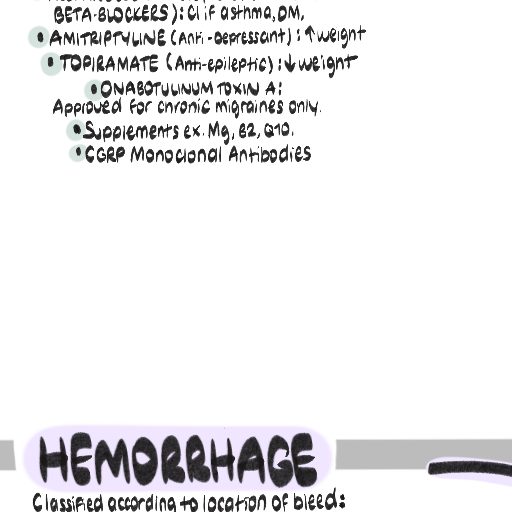 BETA-BLOCKERS): CI if asthma, DM,
• AMITRIPTYLINE (Anti-depressant): ↑weight
• TOPIRAMATE (Anti-epileptic): ↓weight
• ONABOTULINUM TOXIN A:
Approved for chronic migraines only.
• Supplements ex. Mg, B2, Q10.
• CGRP Monoclonal Antibodies
HEMORRHAGE
Classified according to location of bleed: